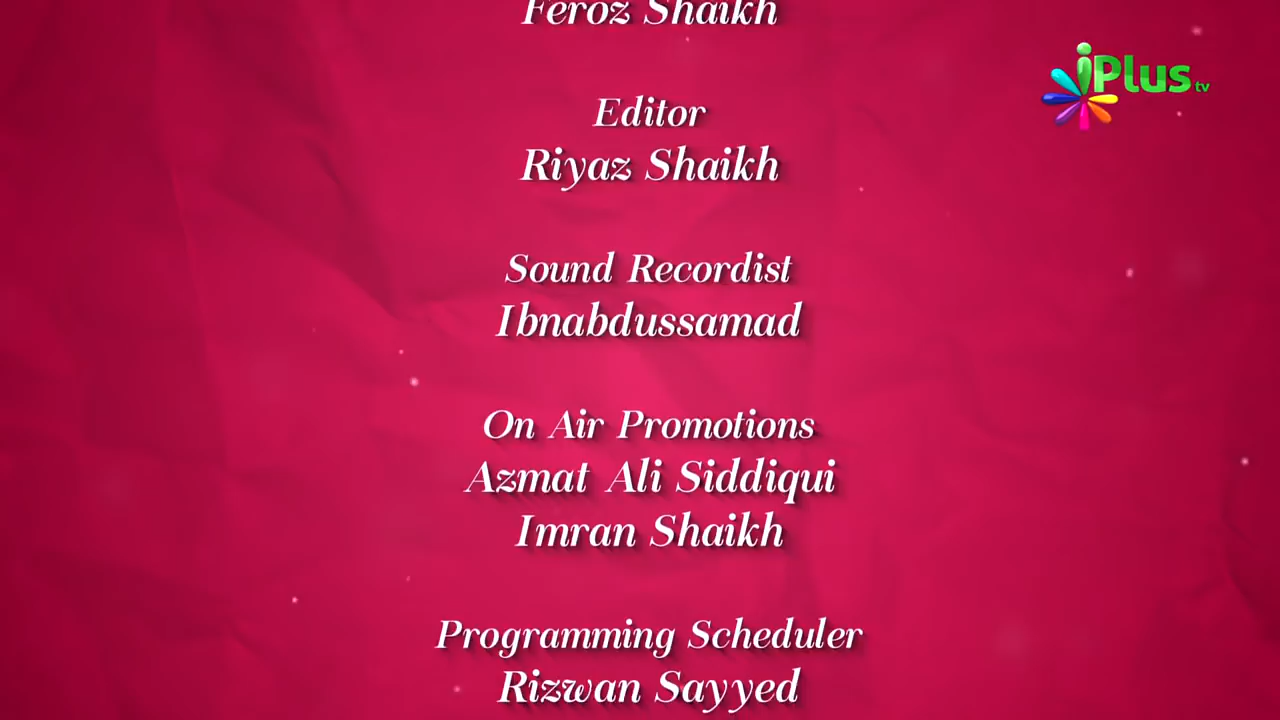 Feroz Shaikh
iPlus tv
Editor
Riyaz Shaikh
Sound Recordist
Ibnabdussamad
On Air Promotions
Azmat Ali Siddiqui
Imran Shaikh
Programming Scheduler
Rizwan Sayyed